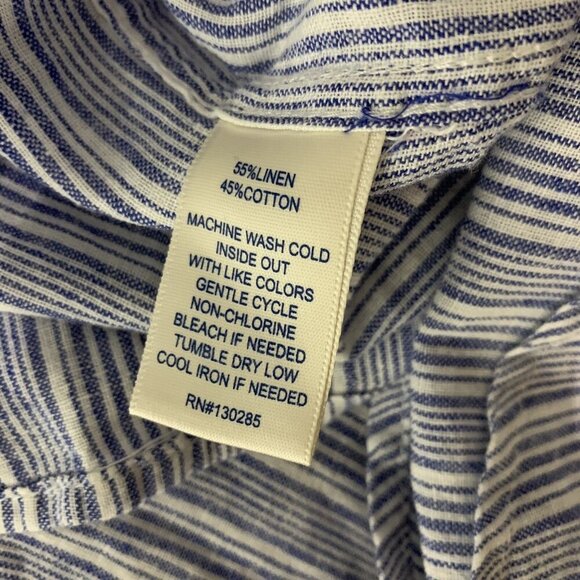 55%LINEN
45%COTTON
MACHINE WASH COLD
INSIDE OUT
WITH LIKE COLORS
GENTLE CYCLE
NON-CHLORINE
BLEACH IF NEEDED
TUMBLE DRY LOW
COOL IRON IF NEEDED
RN#130285